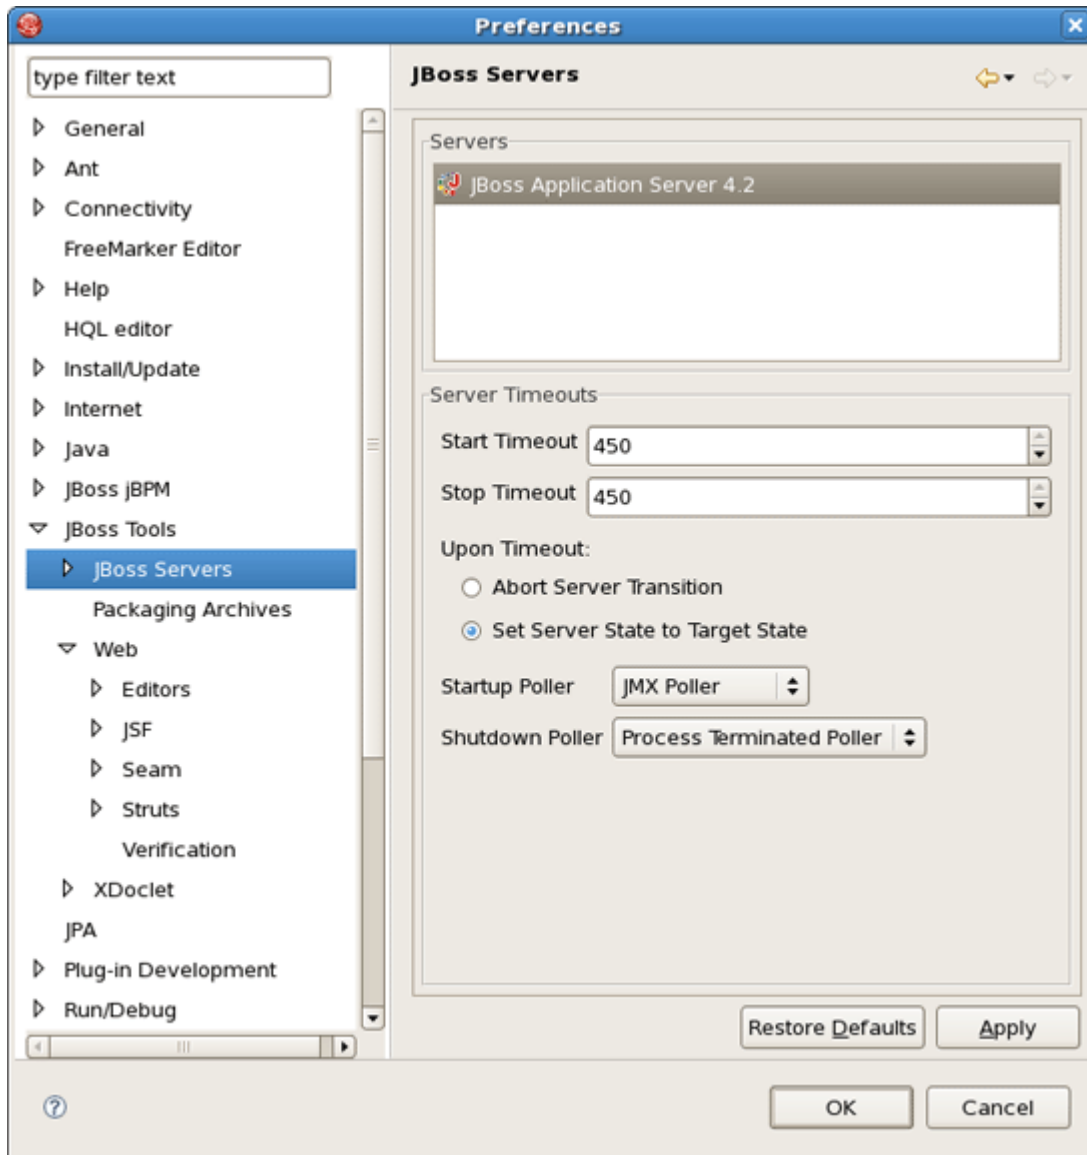 Preferences
type filter text
General
Ant
Connectivity
FreeMarker Editor
Help
HQL editor
Install/Update
Internet
Java
JBoss jBPM
JBoss Tools
JBoss Servers
Packaging Archives
Web
Editors
JSF
Seam
Struts
Verification
XDoclet
JPA
Plug-in Development
Run/Debug
JBoss Servers
Servers
JBoss Application Server 4.2
Server Timeouts
Start Timeout 450
Stop Timeout 450
Upon Timeout:
Abort Server Transition
Set Server State to Target State
Startup Poller JMX Poller
Shutdown Poller Process Terminated Poller
Restore Defaults Apply
? OK Cancel